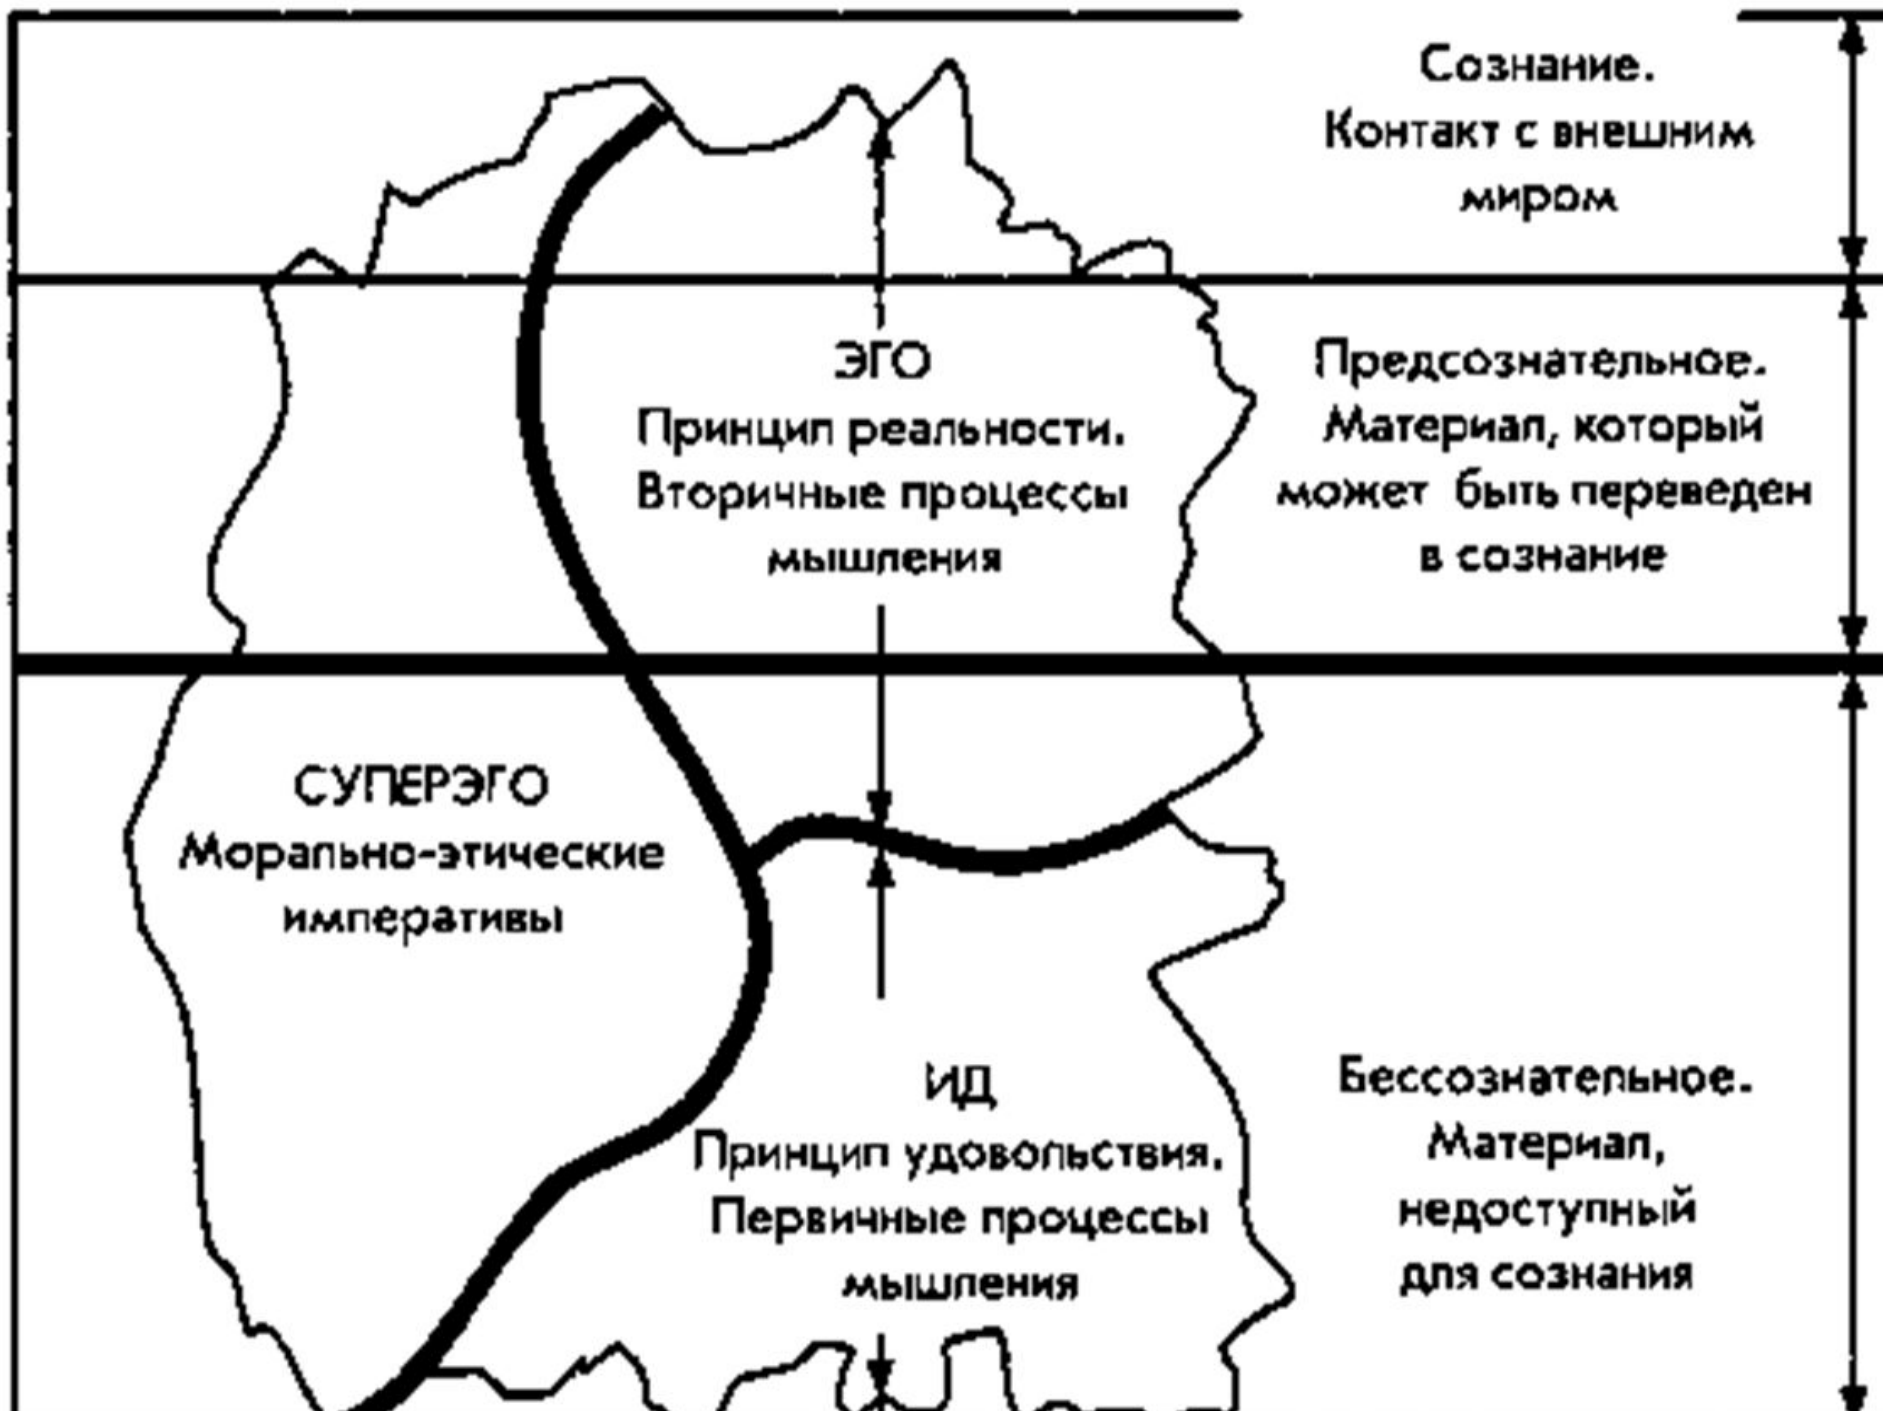 Сознание.
Контакт с внешним
миром
ЭГО
Принцип реальности.
Вторичные процессы
мышления
Предсознательное.
Материал, который
может быть переведен
в сознание
СУПЕРЭГО
Морально-этические
императивы
ИД
Принцип удовольствия.
Первичные процессы
мышления
Бессознательное.
Материал,
недоступный
для сознания